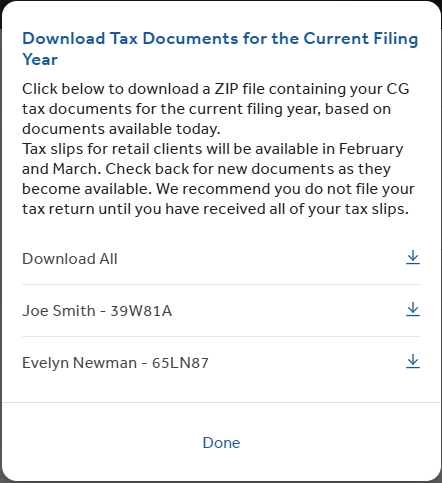 Download Tax Documents for the Current Filing
Year
Click below to download a ZIP file containing your CG
tax documents for the current filing year, based on
documents available today.
Tax slips for retail clients will be available in February
and March. Check back for new documents as they
become available. We recommend you do not file your
tax return until you have received all of your tax slips.
Download All
Joe Smith - 39W81A
Evelyn Newman - 65LN87
Done